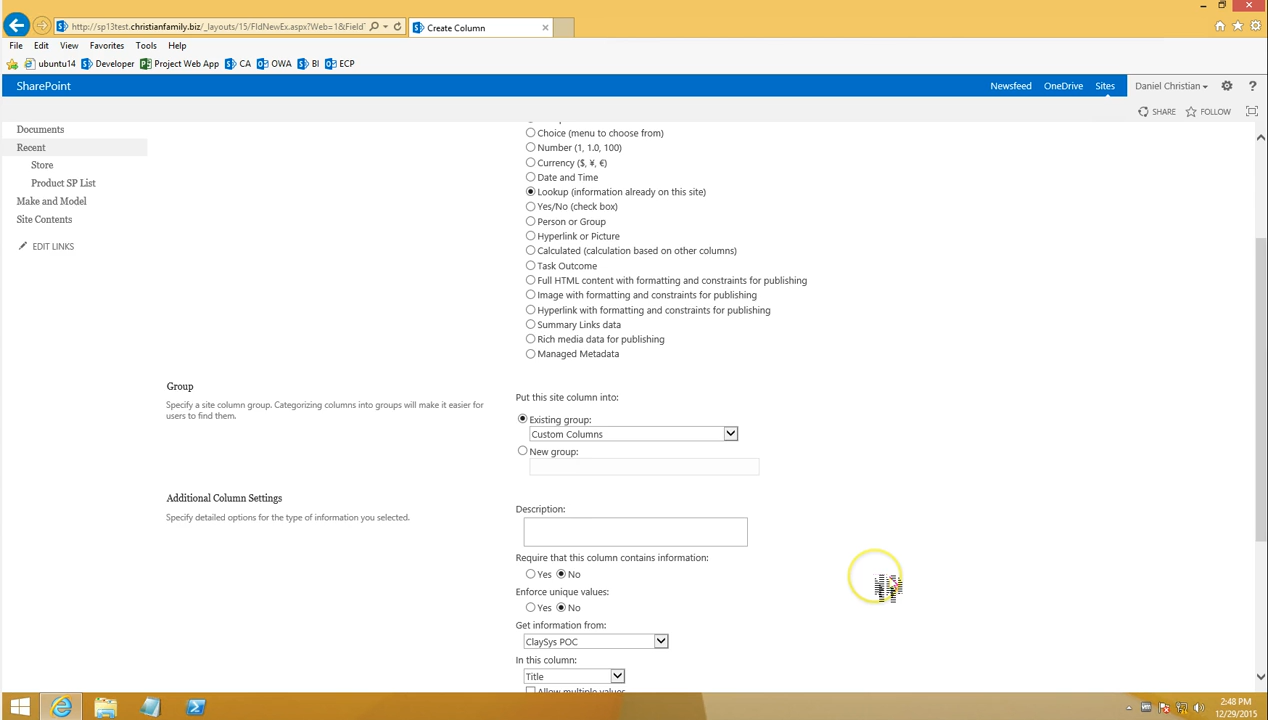 http://sp13test.christianfamily.biz/_layouts/15/FldNewEx.aspx?Web=1&Field
Create Column
File Edit View Favorites Tools Help
ubuntu14 Developer Project Web App CA OWA BI ECP
SharePoint
Newsfeed OneDrive Sites Daniel Christian ?
SHARE FOLLOW
Documents
Recent
Store
Product SP List
Make and Model
Site Contents
EDIT LINKS
Choice (menu to choose from)
Number (1, 1.0, 100)
Currency ($, ¥, €)
Date and Time
Lookup (information already on this site)
Yes/No (check box)
Person or Group
Hyperlink or Picture
Calculated (calculation based on other columns)
Task Outcome
Full HTML content with formatting and constraints for publishing
Image with formatting and constraints for publishing
Hyperlink with formatting and constraints for publishing
Summary Links data
Rich media data for publishing
Managed Metadata
Group
Specify a site column group. Categorizing columns into groups will make it easier for
users to find them.
Put this site column into:
Existing group:
Custom Columns
New group:
Additional Column Settings
Specify detailed options for the type of information you selected.
Description:
Require that this column contains information:
Yes No
Enforce unique values:
Yes No
Get information from:
ClaySys POC
In this column:
Title
Allow multiple values
2:48 PM
12/29/2015